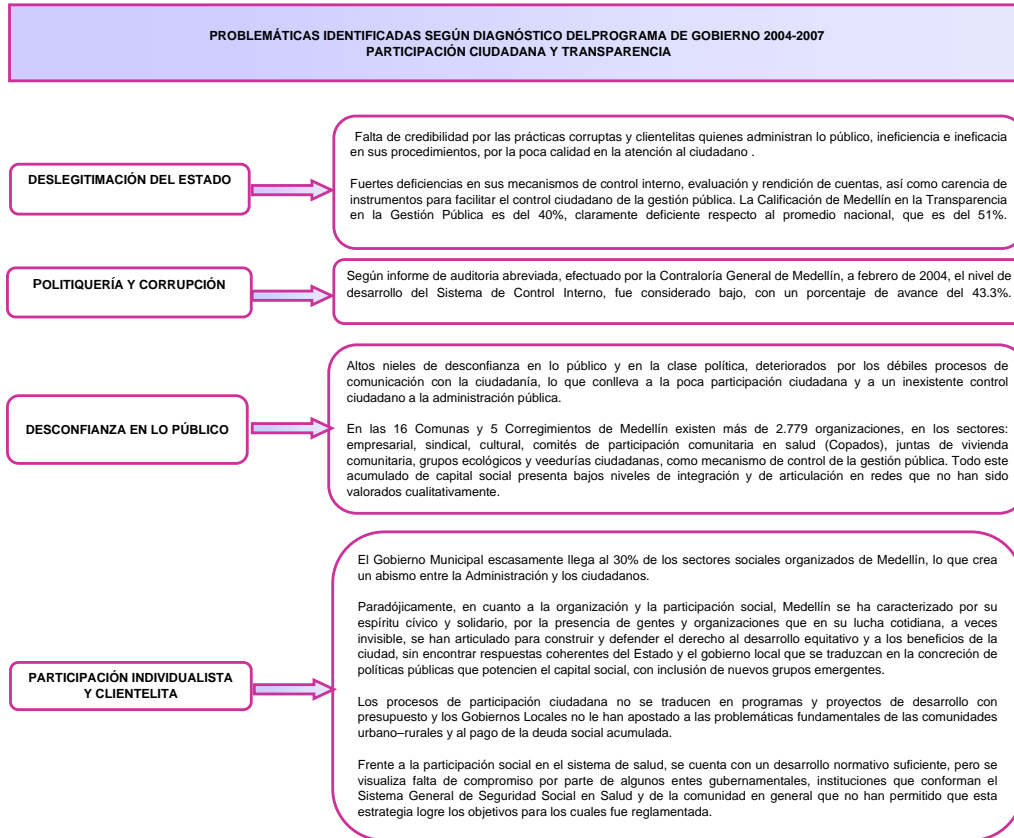 PROBLEMÁTICAS IDENTIFICADAS SEGÚN DIAGNÓSTICO DELPROGRAMA DE GOBIERNO 2004-2007
PARTICIPACIÓN CIUDADANA Y TRANSPARENCIA
DESLEGITIMACIÓN DEL ESTADO
Falta de credibilidad por las prácticas corruptas y clientelitas quienes administran lo público, ineficiencia e ineficacia
en sus procedimientos, por la poca calidad en la atención al ciudadano .
Fuertes deficiencias en sus mecanismos de control interno, evaluación y rendición de cuentas, así como carencia de
instrumentos para facilitar el control ciudadano de la gestión pública. La Calificación de Medellín en la Transparencia
en la Gestión Pública es del 40%, claramente deficiente respecto al promedio nacional, que es del 51%.
POLITIQUERÍA Y CORRUPCIÓN
Según informe de auditoria abreviada, efectuado por la Contraloría General de Medellín, a febrero de 2004, el nivel de
desarrollo del Sistema de Control Interno, fue considerado bajo, con un porcentaje de avance del 43.3%.
DESCONFIANZA EN LO PÚBLICO
Altos nieles de desconfianza en lo público y en la clase política, deteriorados por los débiles procesos de
comunicación con la ciudadanía, lo que conlleva a la poca participación ciudadana y a un inexistente control
ciudadano a la administración pública.
En las 16 Comunas y 5 Corregimientos de Medellín existen más de 2.779 organizaciones, en los sectores:
empresarial, sindical, cultural, comités de participación comunitaria en salud (Copados), juntas de vivienda
comunitaria, grupos ecológicos y veedurías ciudadanas, como mecanismo de control de la gestión pública. Todo este
acumulado de capital social presenta bajos niveles de integración y de articulación en redes que no han sido
valorados cualitativamente.
PARTICIPACIÓN INDIVIDUALISTA
Y CLIENTELITA
El Gobierno Municipal escasamente llega al 30% de los sectores sociales organizados de Medellín, lo que crea
un abismo entre la Administración y los ciudadanos.
Paradójicamente, en cuanto a la organización y la participación social, Medellín se ha caracterizado por su
espíritu cívico y solidario, por la presencia de gentes y organizaciones que en su lucha cotidiana, a veces
invisible, se han articulado para construir y defender el derecho al desarrollo equitativo y a los beneficios de la
ciudad, sin encontrar respuestas coherentes del Estado y el gobierno local que se traduzcan en la concreción de
políticas públicas que potencien el capital social, con inclusión de nuevos grupos emergentes.
Los procesos de participación ciudadana no se traducen en programas y proyectos de desarrollo con
presupuesto y los Gobiernos Locales no le han apostado a las problemáticas fundamentales de las comunidades
urbano–rurales y al pago de la deuda social acumulada.
Frente a la participación social en el sistema de salud, se cuenta con un desarrollo normativo suficiente, pero se
visualiza falta de compromiso por parte de algunos entes gubernamentales, instituciones que conforman el
Sistema General de Seguridad Social en Salud y de la comunidad en general que no han permitido que esta
estrategia logre los objetivos para los cuales fue reglamentada.